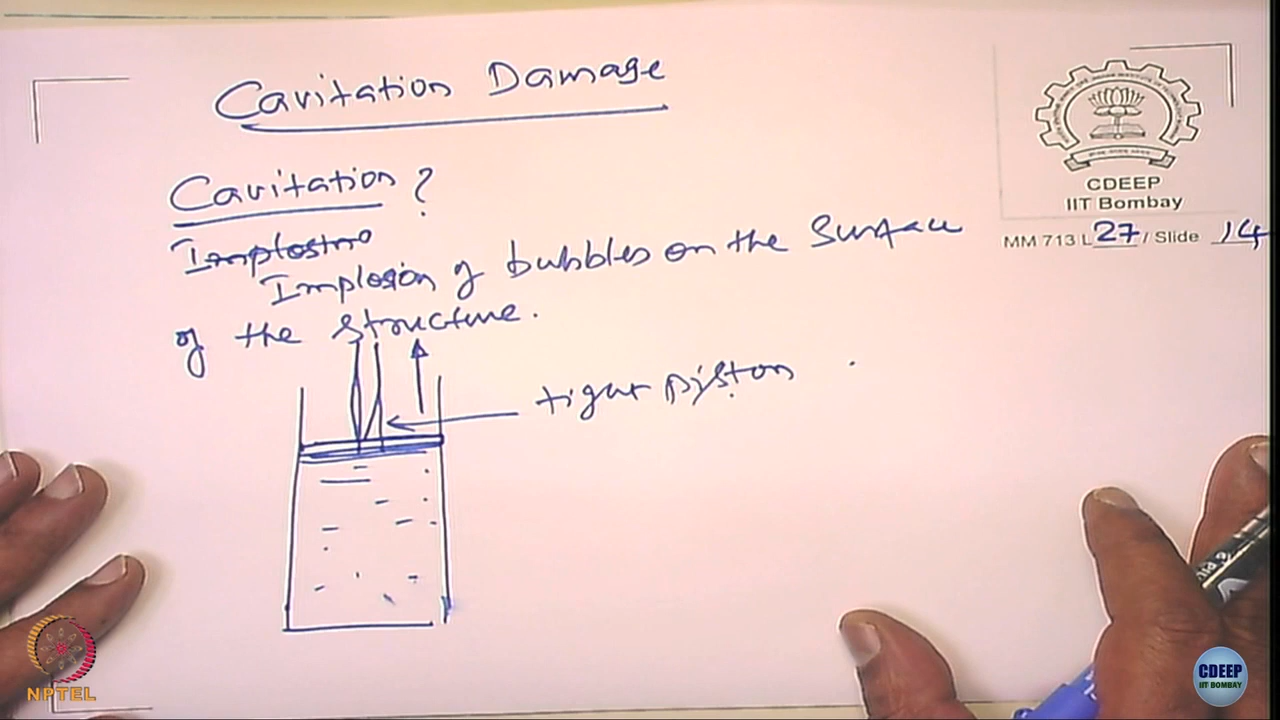 Cavitation Damage
Cavitation ?
Implosino
Implosion of bubbles on the Surface
of the structure.
tight piston
CDEEP
IIT Bombay
MM 713 L 27 / Slide 14
NPTEL
CDEEP
IIT BOMBAY